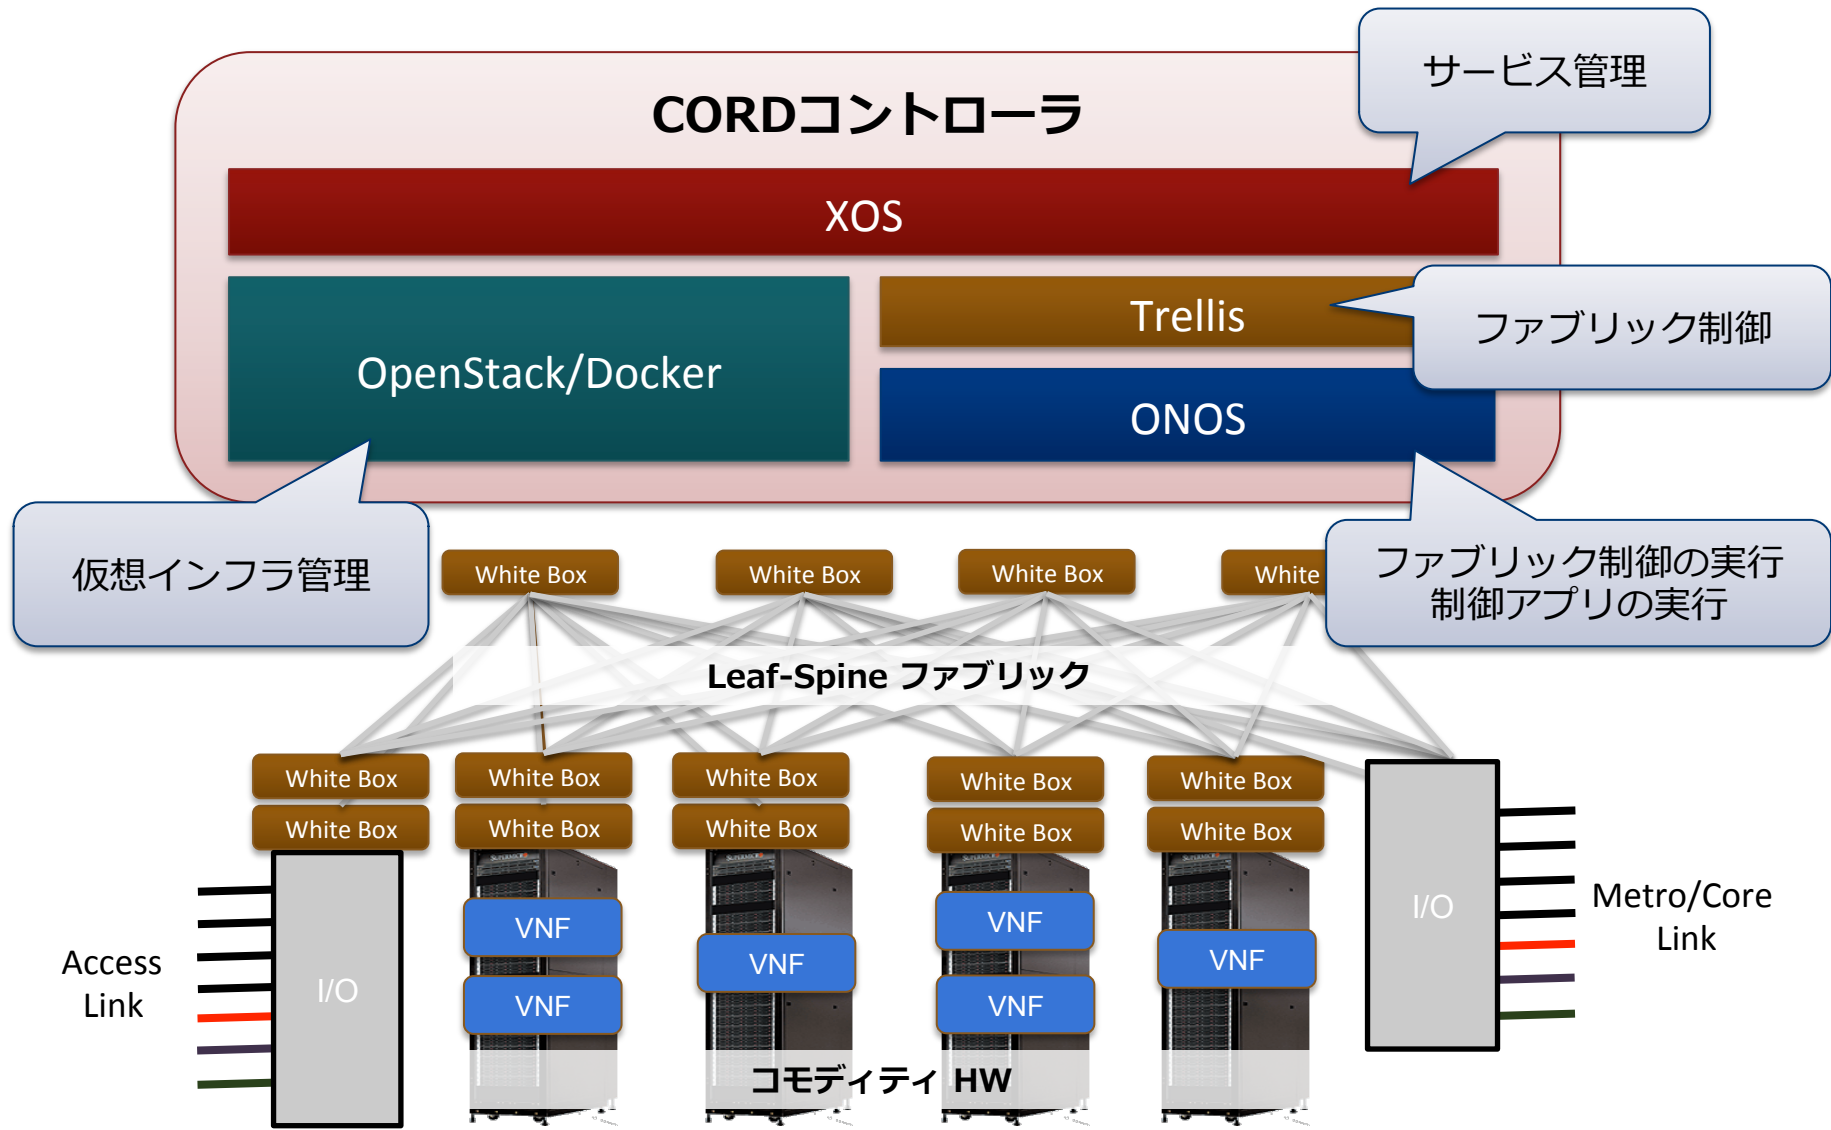 サービス管理
CORDコントローラ
XOS
OpenStack/Docker
Trellis
ファブリック制御
ONOS
仮想インフラ管理
ファブリック制御の実行
制御アプリの実行
White Box
White Box
White Box
White
Leaf-Spine ファブリック
White Box
White Box
White Box
White Box
White Box
White Box
White Box
White Box
White Box
White Box
Access
Link
I/O
VNF
VNF
VNF
VNF
VNF
VNF
I/O
Metro/Core
Link
コモディティ HW